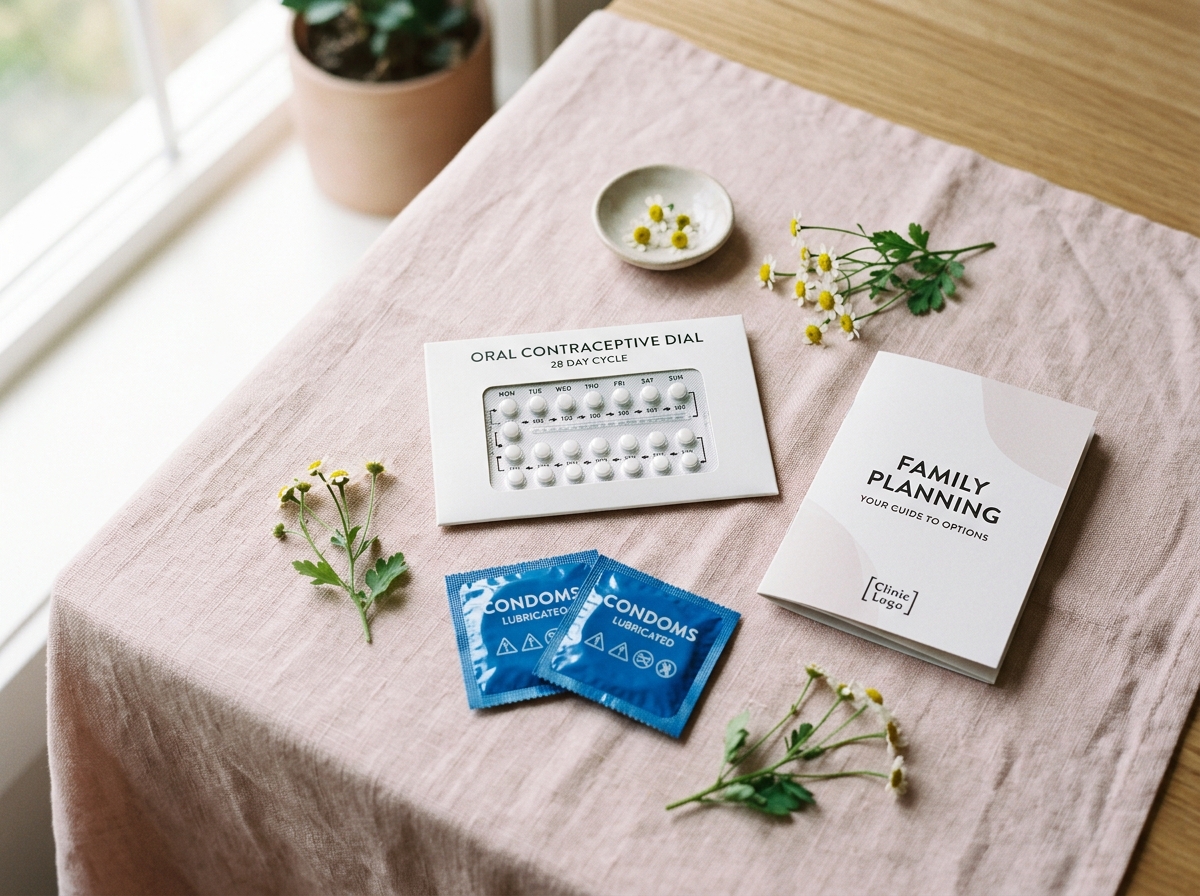 ORAL CONTRACEPTIVE DIAL
28 DAY CYCLE
MON TUE WED THO FRI SAT SUN
FAMILY
PLANNING
YOUR GUIDE TO OPTIONS
[Clinic
Logo]
CONDOMS
LUBRICATED
CONDOMS
LUBRICATED